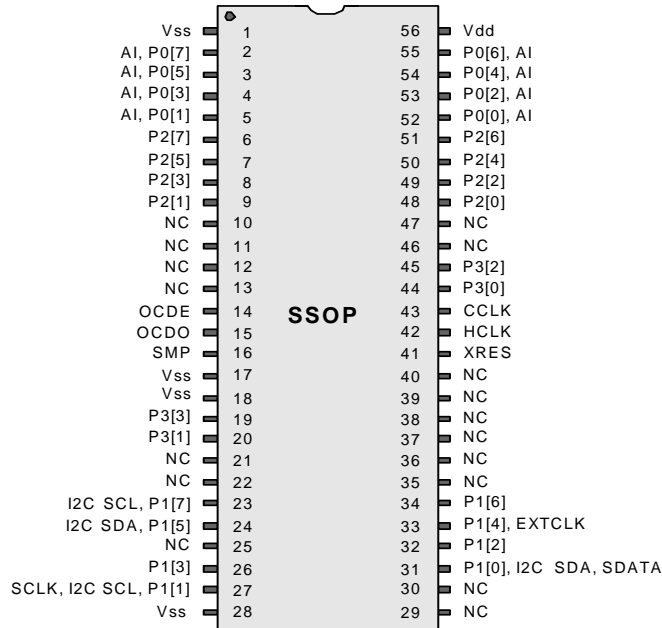 Vss 1 56 Vdd
AI, P0[7] 2 55 P0[6], AI
AI, P0[5] 3 54 P0[4], AI
AI, P0[3] 4 53 P0[2], AI
AI, P0[1] 5 52 P0[0], AI
P2[7] 6 51 P2[6]
P2[5] 7 50 P2[4]
P2[3] 8 49 P2[2]
P2[1] 9 48 P2[0]
NC 10 47 NC
NC 11 46 NC
NC 12 45 P3[2]
NC 13 44 P3[0]
OCDE 14 SSOP 43 CCLK
OCDO 15 42 HCLK
SMP 16 41 XRES
Vss 17 40 NC
Vss 18 39 NC
P3[3] 19 38 NC
P3[1] 20 37 NC
NC 21 36 NC
NC 22 35 NC
I2C SCL, P1[7] 23 34 P1[6]
I2C SDA, P1[5] 24 33 P1[4], EXTCLK
NC 25 32 P1[2]
P1[3] 26 31 P1[0], I2C SDA, SDATA
SCLK, I2C SCL, P1[1] 27 30 NC
Vss 28 29 NC